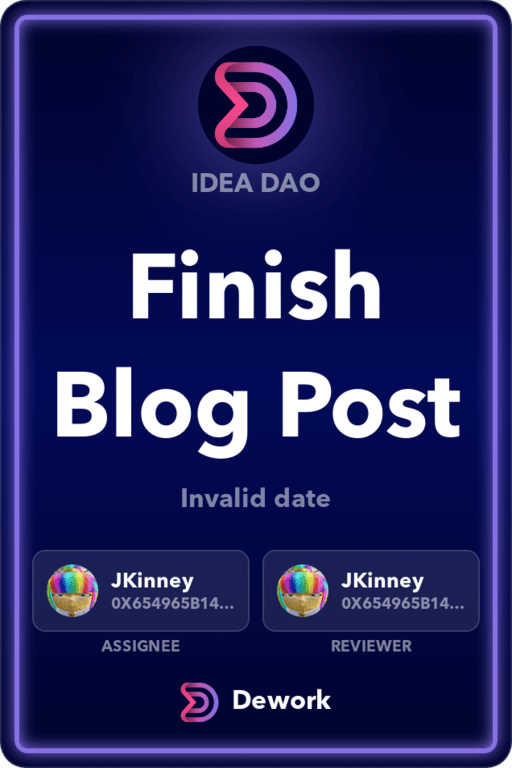 IDEA DAO
Finish
Blog Post
Invalid date
JKinney
0X654965B14...
ASSIGNEE
JKinney
0X654965B14...
REVIEWER
Dework